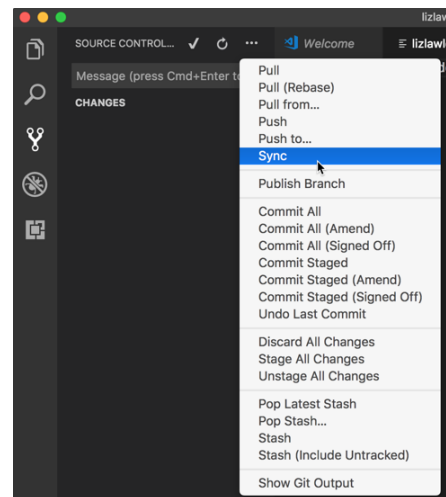 lizlaw
SOURCE CONTROL... Welcome lizlawl
Message (press Cmd+Enter to
CHANGES
Pull
Pull (Rebase)
Pull from...
Push
Push to...
Sync
Publish Branch
Commit All
Commit All (Amend)
Commit All (Signed Off)
Commit Staged
Commit Staged (Amend)
Commit Staged (Signed Off)
Undo Last Commit
Discard All Changes
Stage All Changes
Unstage All Changes
Pop Latest Stash
Pop Stash...
Stash
Stash (Include Untracked)
Show Git Output